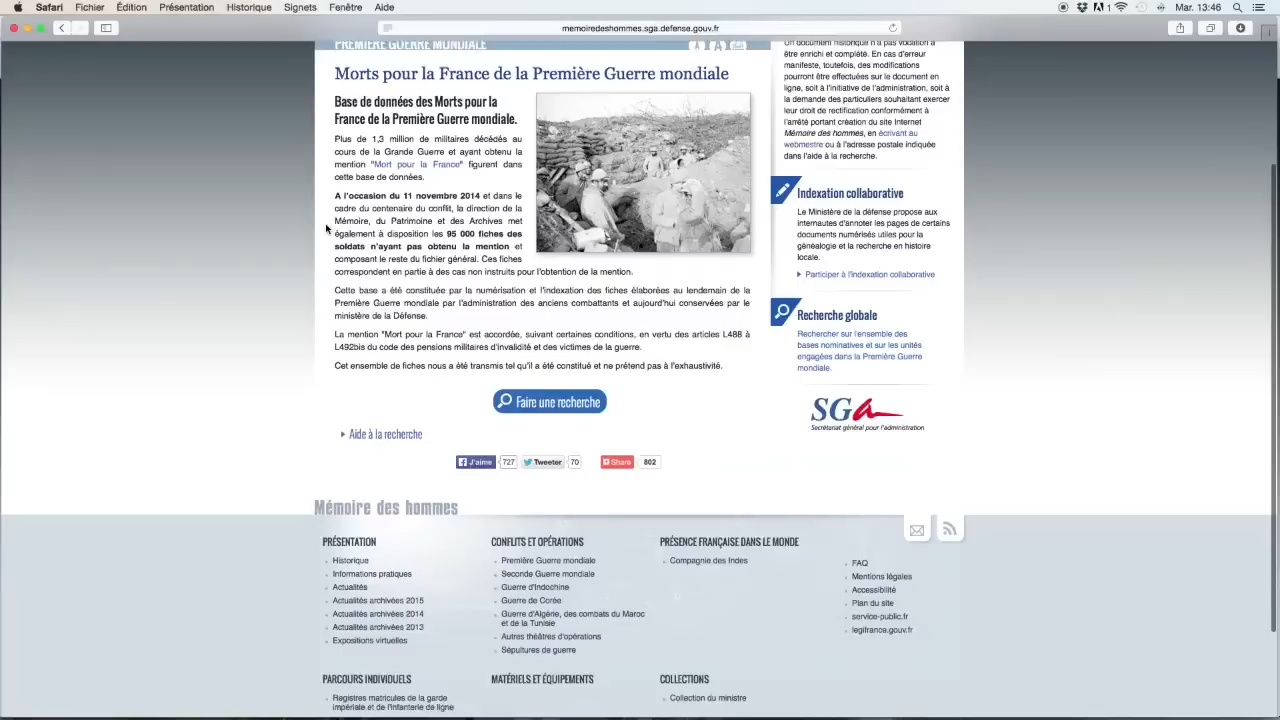 Safari Fichier Édition Présentation Historique Signets Fenêtre Aide
1 Mar. 13:46
memoiredeshommes.sga.defense.gouv.fr
PREMIÈRE GUERRE MONDIALE
Morts pour la France de la Première Guerre mondiale
Base de données des Morts pour la
France de la Première Guerre mondiale.
Plus de 1,3 million de militaires décédés au
cours de la Grande Guerre et ayant obtenu la
mention "Mort pour la France" figurent dans
cette base de données.
A l'occasion du 11 novembre 2014 et dans le
cadre du centenaire du conflit, la direction de la
Mémoire, du Patrimoine et des Archives met
également à disposition les 95 000 fiches des
soldats n'ayant pas obtenu la mention et
composant le reste du fichier général. Ces fiches
correspondent en partie à des cas non instruits pour l'obtention de la mention.
Cette base a été constituée par la numérisation et l'indexation des fiches élaborées au lendemain de la
Première Guerre mondiale par l'administration des anciens combattants et aujourd'hui conservées par le
ministère de la Défense.
La mention "Mort pour la France" est accordée, suivant certaines conditions, en vertu des articles L488 à
L492bis du code des pensions militaires d'invalidité et des victimes de la guerre.
Cet ensemble de fiches nous a été transmis tel qu'il a été constitué et ne prétend pas à l'exhaustivité.
Faire une recherche
Aide à la recherche
J'aime 727 Tweeter 70 Share 802
Un document historique n'a pas vocation à
être enrichi et complété. En cas d'erreur
manifeste, toutefois, des modifications
pourront être effectuées sur le document en
ligne, soit à l'initiative de l'administration, soit à
la demande des particuliers souhaitant exercer
leur droit de rectification conformément à
l'arrêté portant création du site Internet
Mémoire des hommes, en écrivant au
webmestre ou à l'adresse postale indiquée
dans l'aide à la recherche.
Indexation collaborative
Le Ministère de la défense propose aux
internautes d'annoter les pages de certains
documents numérisés utiles pour la
généalogie et la recherche en histoire
locale.
Participer à l'indexation collaborative
Recherche globale
Rechercher sur l'ensemble des
bases nominatives et sur les unités
engagées dans la Première Guerre
mondiale.
SGA
Secrétariat général pour l'administration
Mémoire des hommes
PRÉSENTATION
Historique
Informations pratiques
Actualités
Actualités archivées 2015
Actualités archivées 2014
Actualités archivées 2013
Expositions virtuelles
CONFLITS ET OPÉRATIONS
Première Guerre mondiale
Seconde Guerre mondiale
Guerre d'Indochine
Guerre de Corée
Guerre d'Algérie, des combats du Maroc
et de la Tunisie
Autres théâtres d'opérations
Sépultures de guerre
PRÉSENCE FRANÇAISE DANS LE MONDE
Compagnie des Indes
FAQ
Mentions légales
Accessibilité
Plan du site
service-public.fr
legifrance.gouv.fr
PARCOURS INDIVIDUELS
Registres matricules de la garde
impériale et de l'infanterie de ligne
MATÉRIELS ET ÉQUIPEMENTS
COLLECTIONS
Collection du ministre